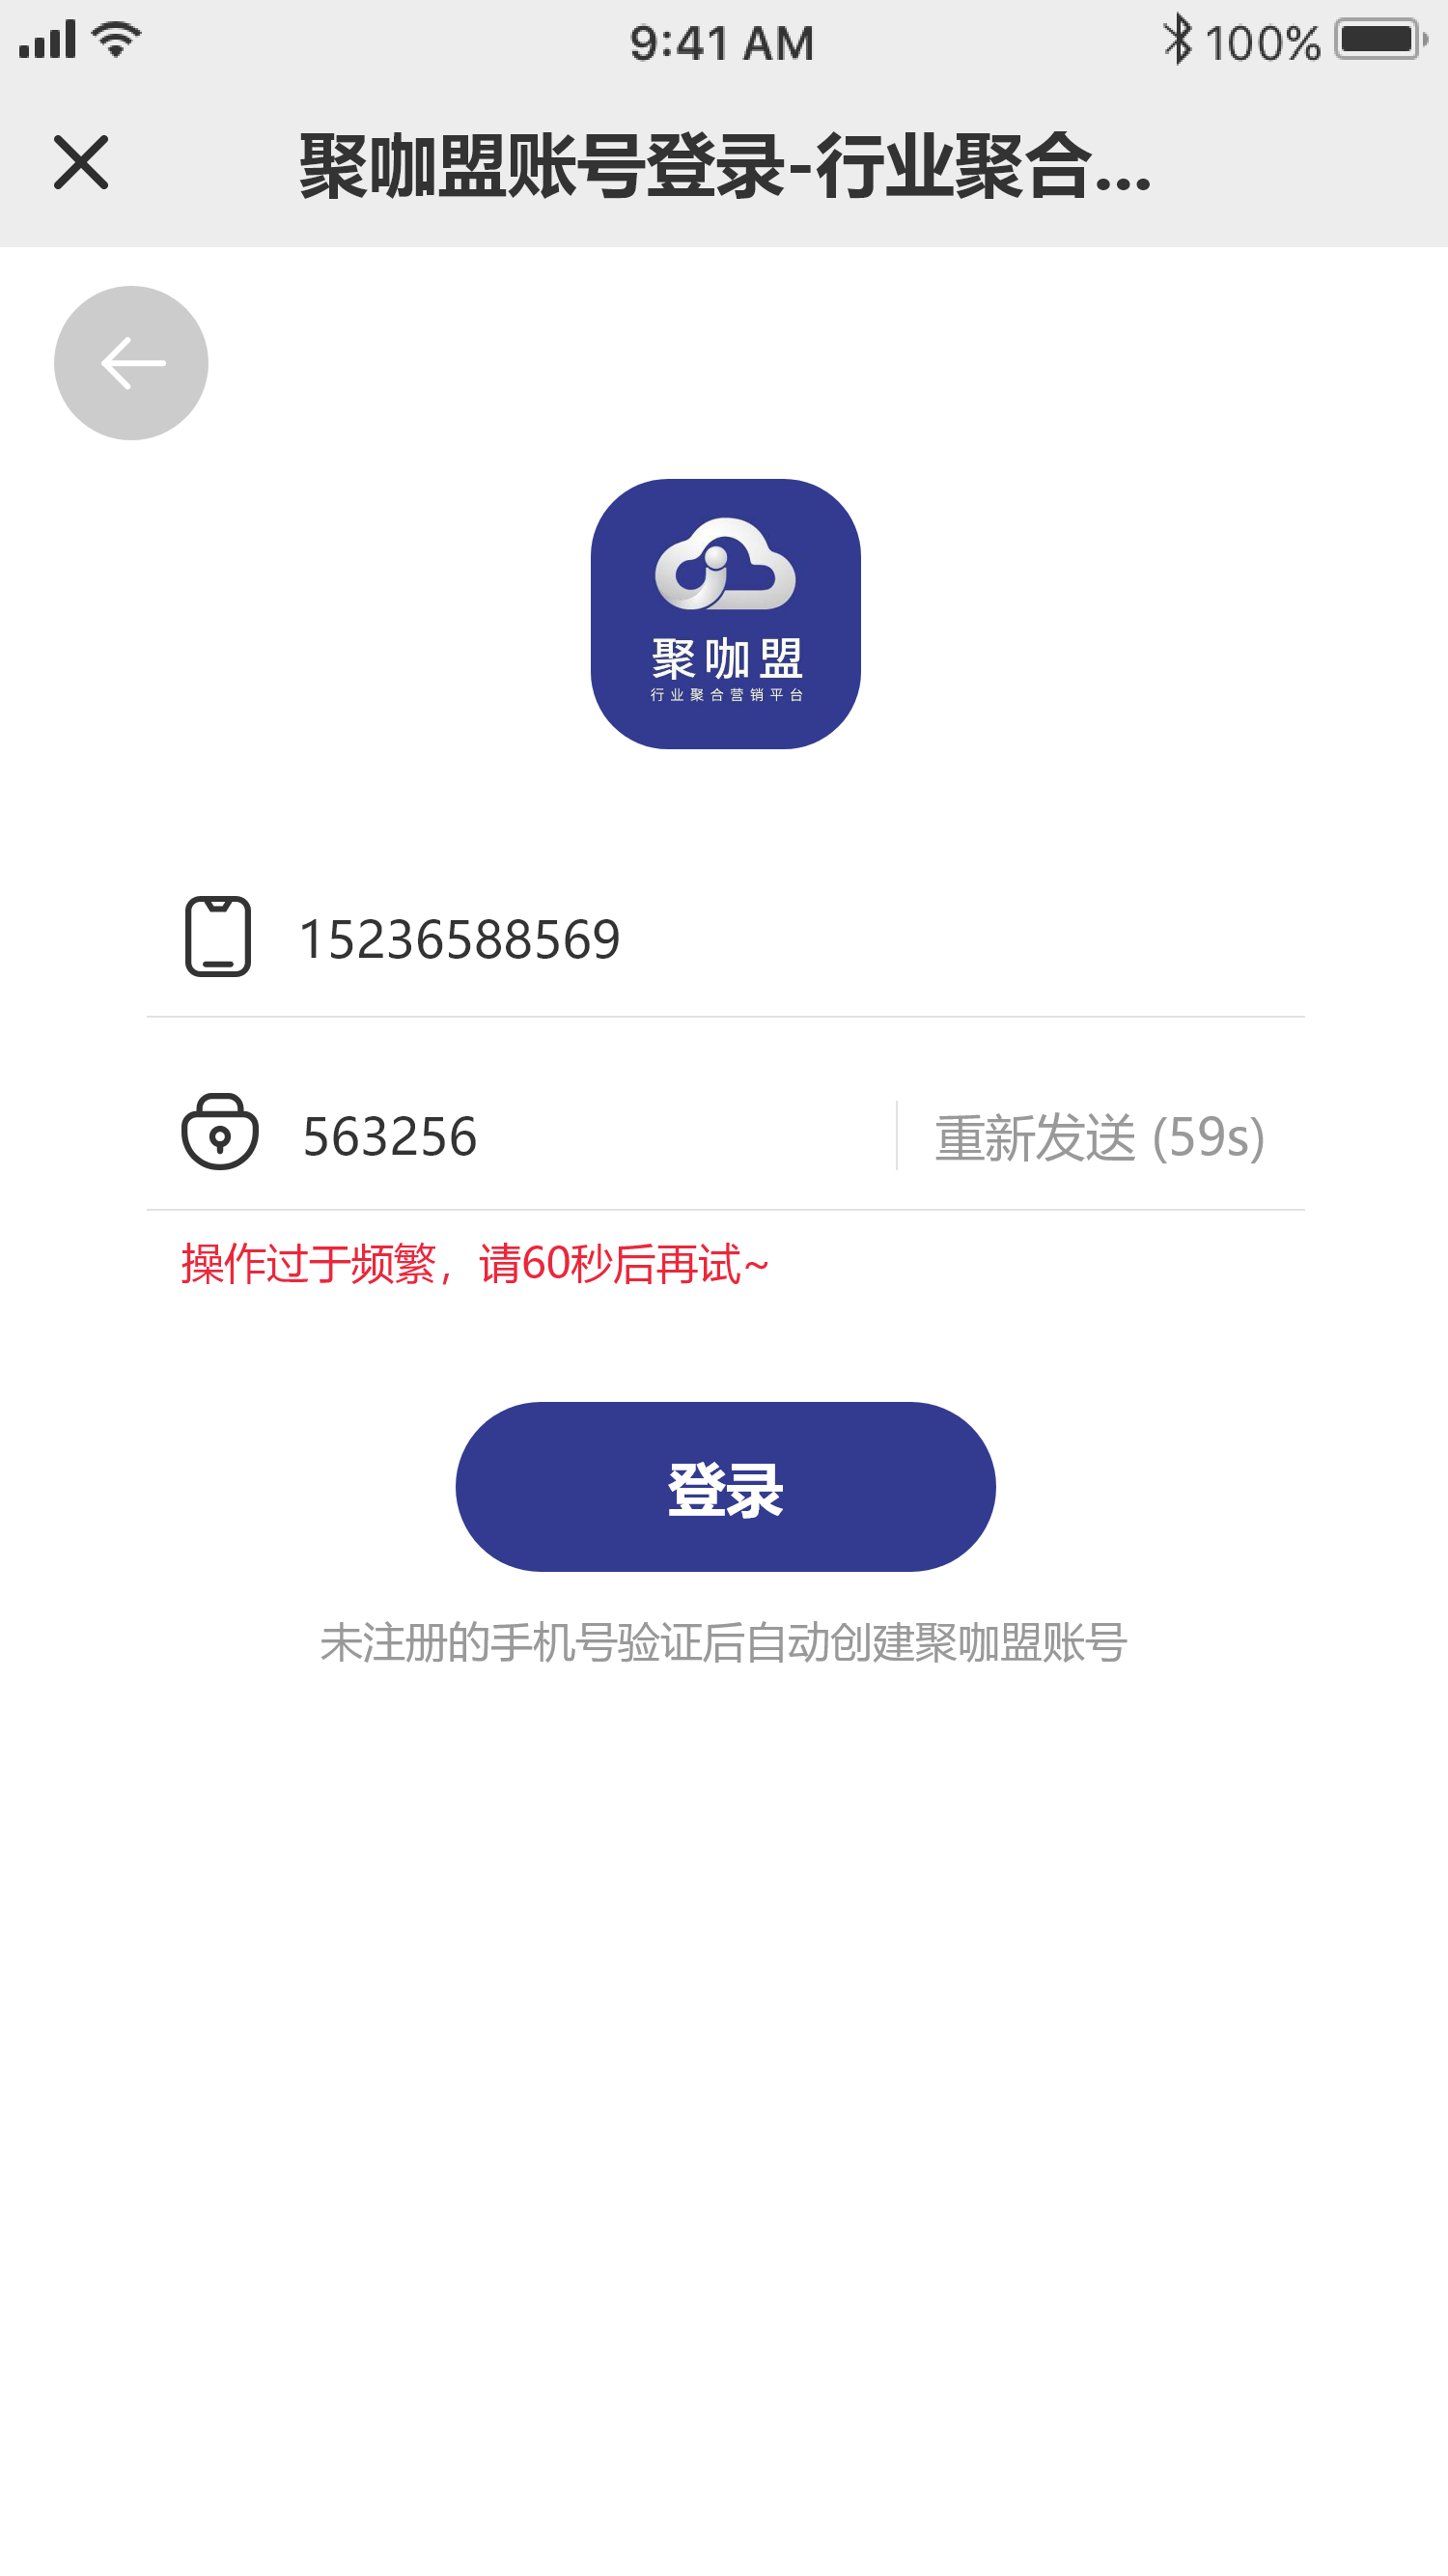 9:41 AM
100%
聚咖盟账号登录-行业聚合...
聚咖盟
行业聚合营销平台
15236588569
563256
重新发送 (59s)
操作过于频繁，请60秒后再试~
登录
未注册的手机号验证后自动创建聚咖盟账号